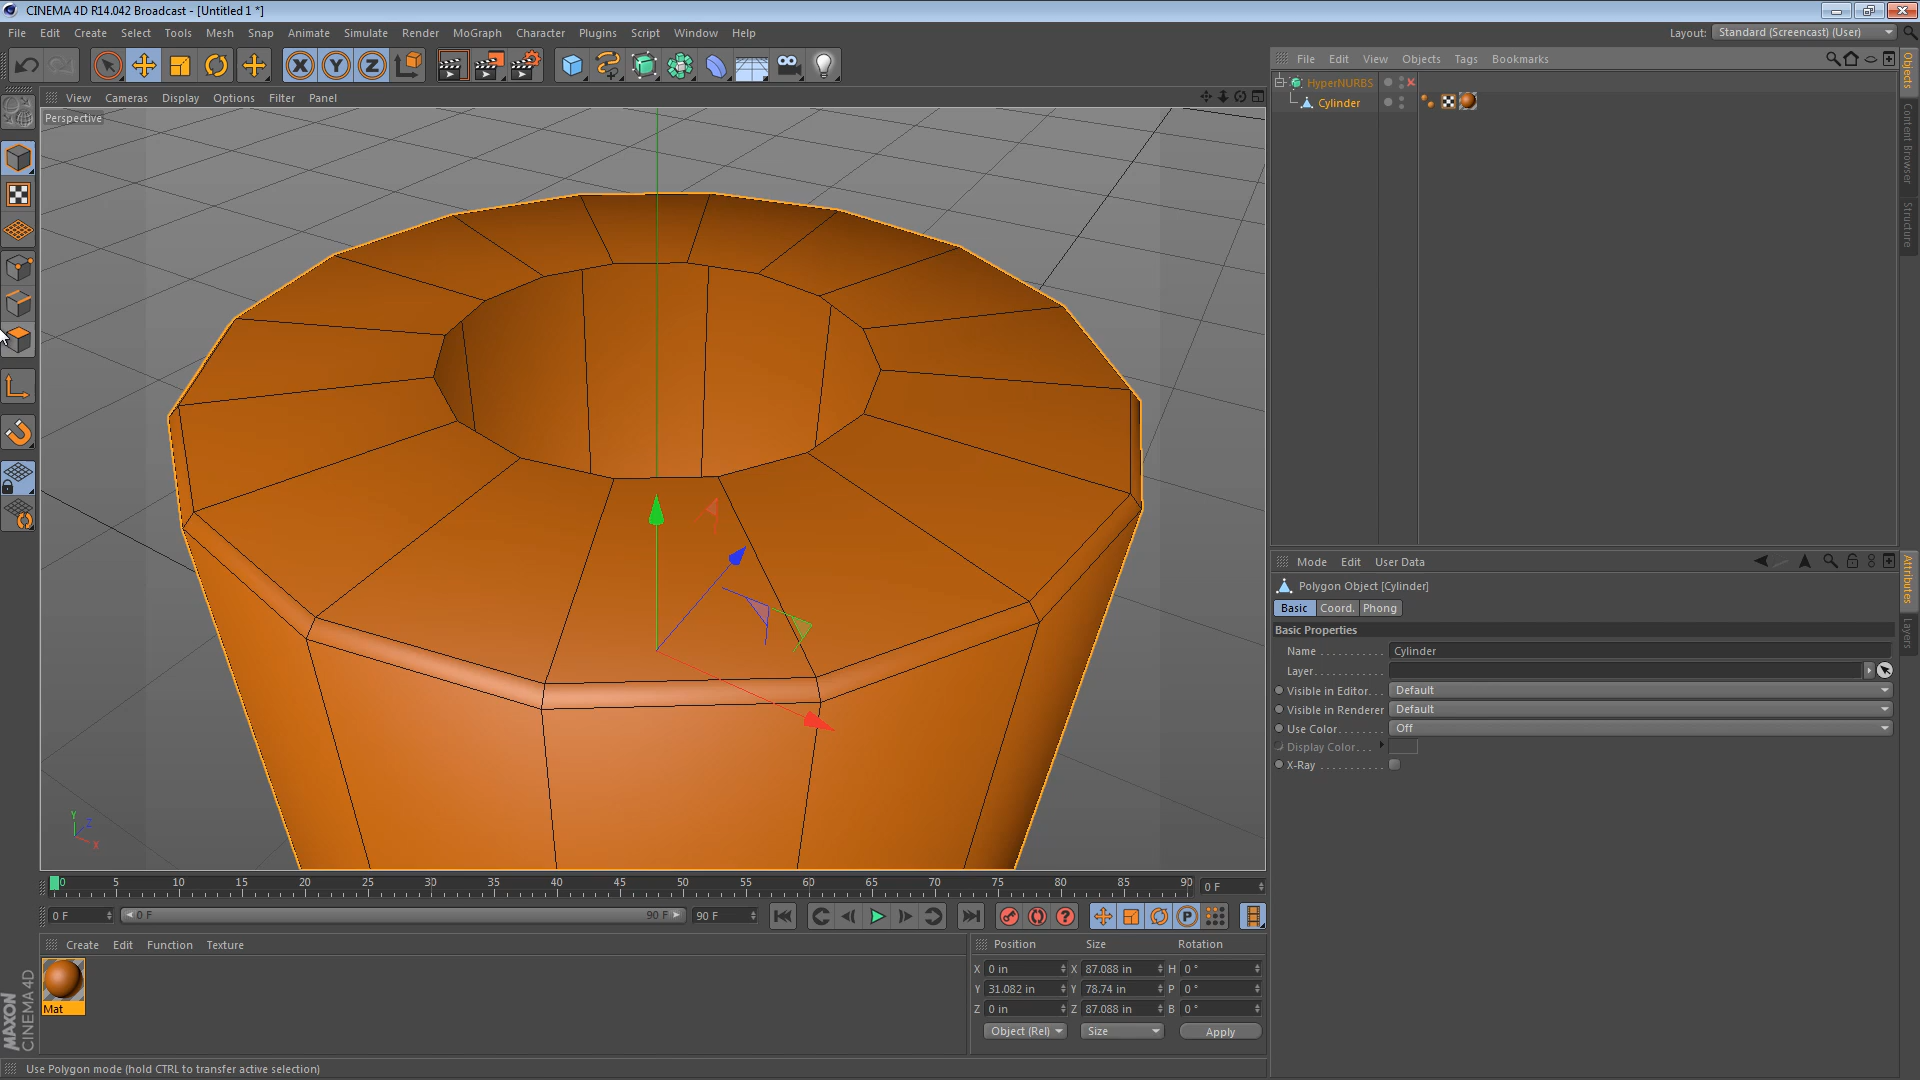 CINEMA 4D R14.042 Broadcast - [Untitled 1 *]
File Edit Create Select Tools Mesh Snap Animate Simulate Render MoGraph Character Plugins Script Window Help
Layout: Standard (Screencast) (User)
View Cameras Display Options Filter Panel
Perspective
File Edit View Objects Tags Bookmarks
HyperNURBS
Cylinder
Objects
Content Browser
Structure
Mode Edit User Data
Polygon Object [Cylinder]
Basic Coord. Phong
Basic Properties
Name . . . . . . . . . . . Cylinder
Layer. . . . . . . . . . . .
Visible in Editor. . . Default
Visible in Renderer Default
Use Color. . . . . . . . Off
Display Color. . .
X-Ray . . . . . . . . . . .
Attributes
Layers
Y Z X
0 5 10 15 20 25 30 35 40 45 50 55 60 65 70 75 80 85 90
0 F
0 F 0 F 90 F 90 F
Create Edit Function Texture
Mat
MAXON
CINEMA 4D
Position Size Rotation
X 0 in X 87.088 in H 0 °
Y 31.082 in Y 78.74 in P 0 °
Z 0 in Z 87.088 in B 0 °
Object (Rel) Size Apply
Use Polygon mode (hold CTRL to transfer active selection)